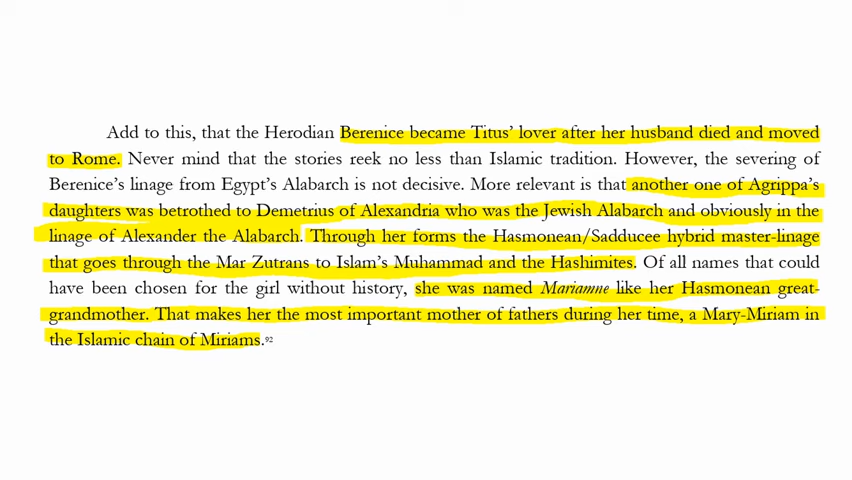 Add to this, that the Herodian Berenice became Titus' lover after her husband died and moved
to Rome. Never mind that the stories reek no less than Islamic tradition. However, the severing of
Berenice's linage from Egypt's Alabarch is not decisive. More relevant is that another one of Agrippa's
daughters was betrothed to Demetrius of Alexandria who was the Jewish Alabarch and obviously in the
linage of Alexander the Alabarch. Through her forms the Hasmonean/Sadducee hybrid master-linage
that goes through the Mar Zutrans to Islam's Muhammad and the Hashimites. Of all names that could
have been chosen for the girl without history, she was named Mariamne like her Hasmonean great-
grandmother. That makes her the most important mother of fathers during her time, a Mary-Miriam in
the Islamic chain of Miriams.92